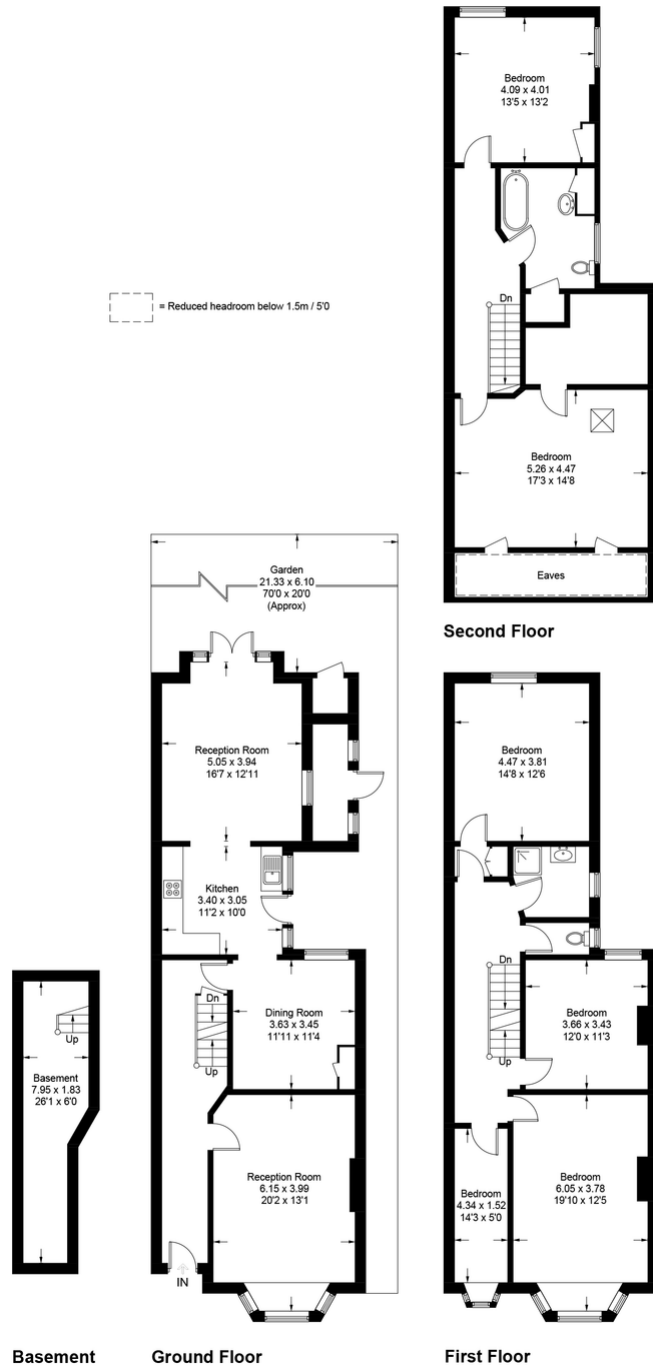 Bedroom
4.09 x 4.01
13'5 x 13'2
= Reduced headroom below 1.5m / 5'0
Dn
Bedroom
5.26 x 4.47
17'3 x 14'8
Eaves
Second Floor
Garden
21.33 x 6.10
70'0 x 20'0
(Approx)
Reception Room
5.05 x 3.94
16'7 x 12'11
Kitchen
3.40 x 3.05
11'2 x 10'0
Dn
Up
Dining Room
3.63 x 3.45
11'11 x 11'4
Reception Room
6.15 x 3.99
20'2 x 13'1
IN
Up
Basement
7.95 x 1.83
26'1 x 6'0
Bedroom
4.47 x 3.81
14'8 x 12'6
Dn
Up
Bedroom
3.66 x 3.43
12'0 x 11'3
Bedroom
4.34 x 1.52
14'3 x 5'0
Bedroom
6.05 x 3.78
19'10 x 12'5
Basement
Ground Floor
First Floor